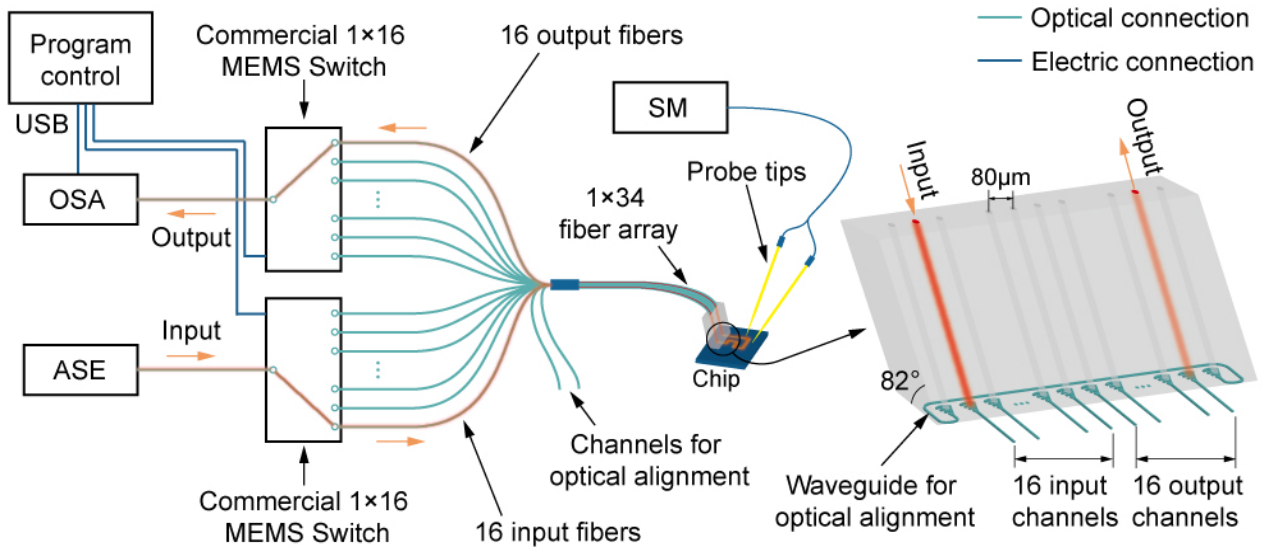 Optical connection
Electric connection
Program
control
USB
Commercial 1×16
MEMS Switch
16 output fibers
SM
OSA
Output
Probe tips
1×34
fiber array
Input
Output
80μm
Input
ASE
Chip
82°
...
...
Channels for
optical alignment
Waveguide for
optical alignment
16 input
channels
16 output
channels
Commercial 1×16
MEMS Switch
16 input fibers